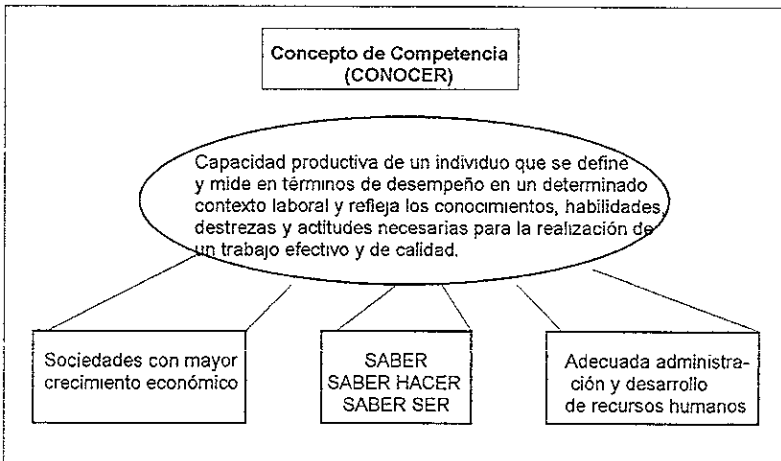 Concepto de Competencia
(CONOCER)
Capacidad productiva de un individuo que se define
y mide en términos de desempeño en un determinado
contexto laboral y refleja los conocimientos, habilidades,
destrezas y actitudes necesarias para la realización de
un trabajo efectivo y de calidad.
Sociedades con mayor
crecimiento económico
SABER
SABER HACER
SABER SER
Adecuada administra-
ción y desarrollo
de recursos humanos